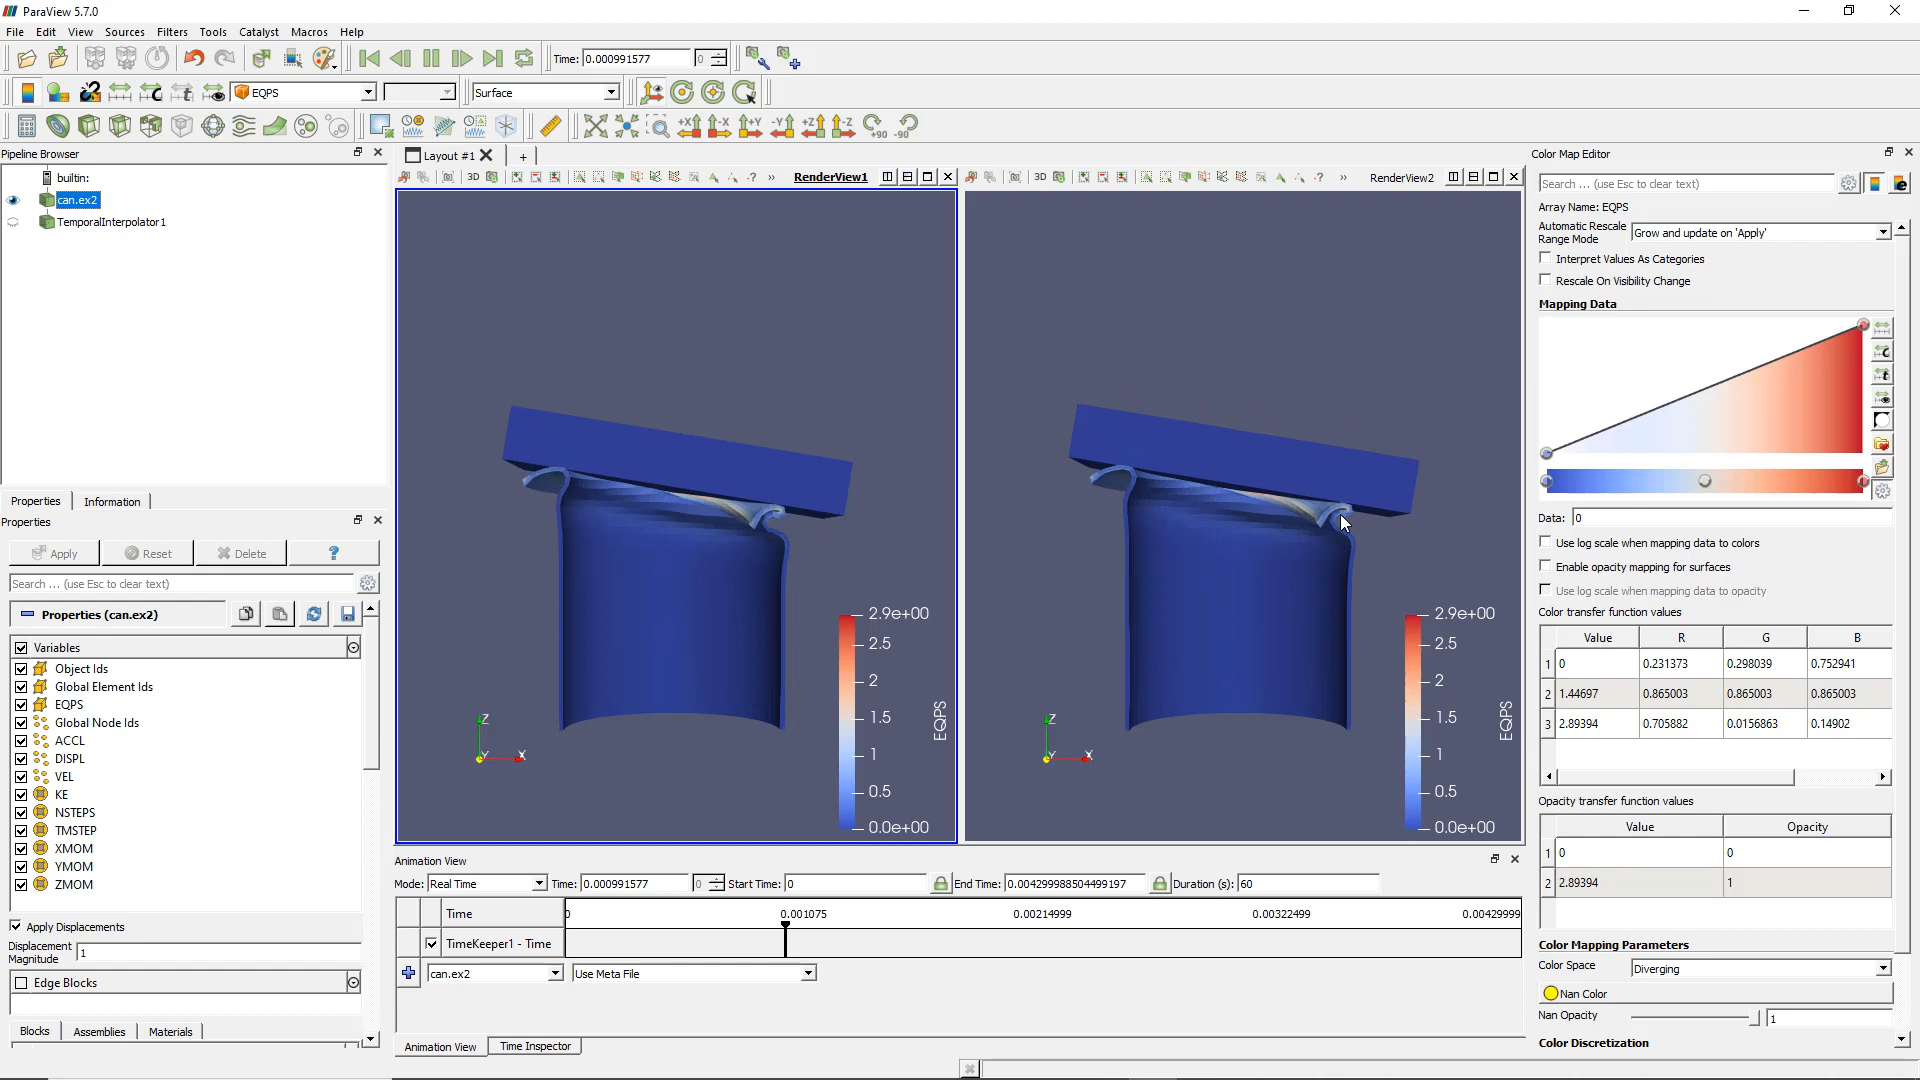 ParaView 5.7.0
File Edit View Sources Filters Tools Catalyst Macros Help
Time: 0.000991577 0
EQPS Surface
+X -X +Y -Y +Z -Z +90 -90
Pipeline Browser
builtin:
can.ex2
TemporalInterpolator1
Properties Information
Properties
Apply Reset Delete ?
Search ... (use Esc to clear text)
Properties (can.ex2)
Variables
Object Ids
Global Element Ids
EQPS
Global Node Ids
ACCL
DISPL
VEL
KE
NSTEPS
TMSTEP
XMOM
YMOM
ZMOM
Apply Displacements
Displacement
Magnitude 1
Edge Blocks
Blocks Assemblies Materials
Layout #1 +
3D ? » RenderView1
2.9e+00
2.5
2
1.5
1
0.5
0.0e+00
EQPS
Z
Y X
3D ? » RenderView2
2.9e+00
2.5
2
1.5
1
0.5
0.0e+00
EQPS
Z
Y X
Animation View
Mode: Real Time Time: 0.000991577 0 Start Time: 0 End Time: 0.004299988504499197 Duration (s): 60
Time 0 0.001075 0.00214999 0.00322499 0.00429999
TimeKeeper1 - Time
can.ex2 Use Meta File
Animation View Time Inspector
Color Map Editor
Search ... (use Esc to clear text)
Array Name: EQPS
Automatic Rescale
Range Mode Grow and update on 'Apply'
Interpret Values As Categories
Rescale On Visibility Change
Mapping Data
Data: 0
Use log scale when mapping data to colors
Enable opacity mapping for surfaces
Use log scale when mapping data to opacity
Color transfer function values
Value R G B
1 0 0.231373 0.298039 0.752941
2 1.44697 0.865003 0.865003 0.865003
3 2.89394 0.705882 0.0156863 0.14902
Opacity transfer function values
Value Opacity
1 0 0
2 2.89394 1
Color Mapping Parameters
Color Space Diverging
Nan Color
Nan Opacity 1
Color Discretization